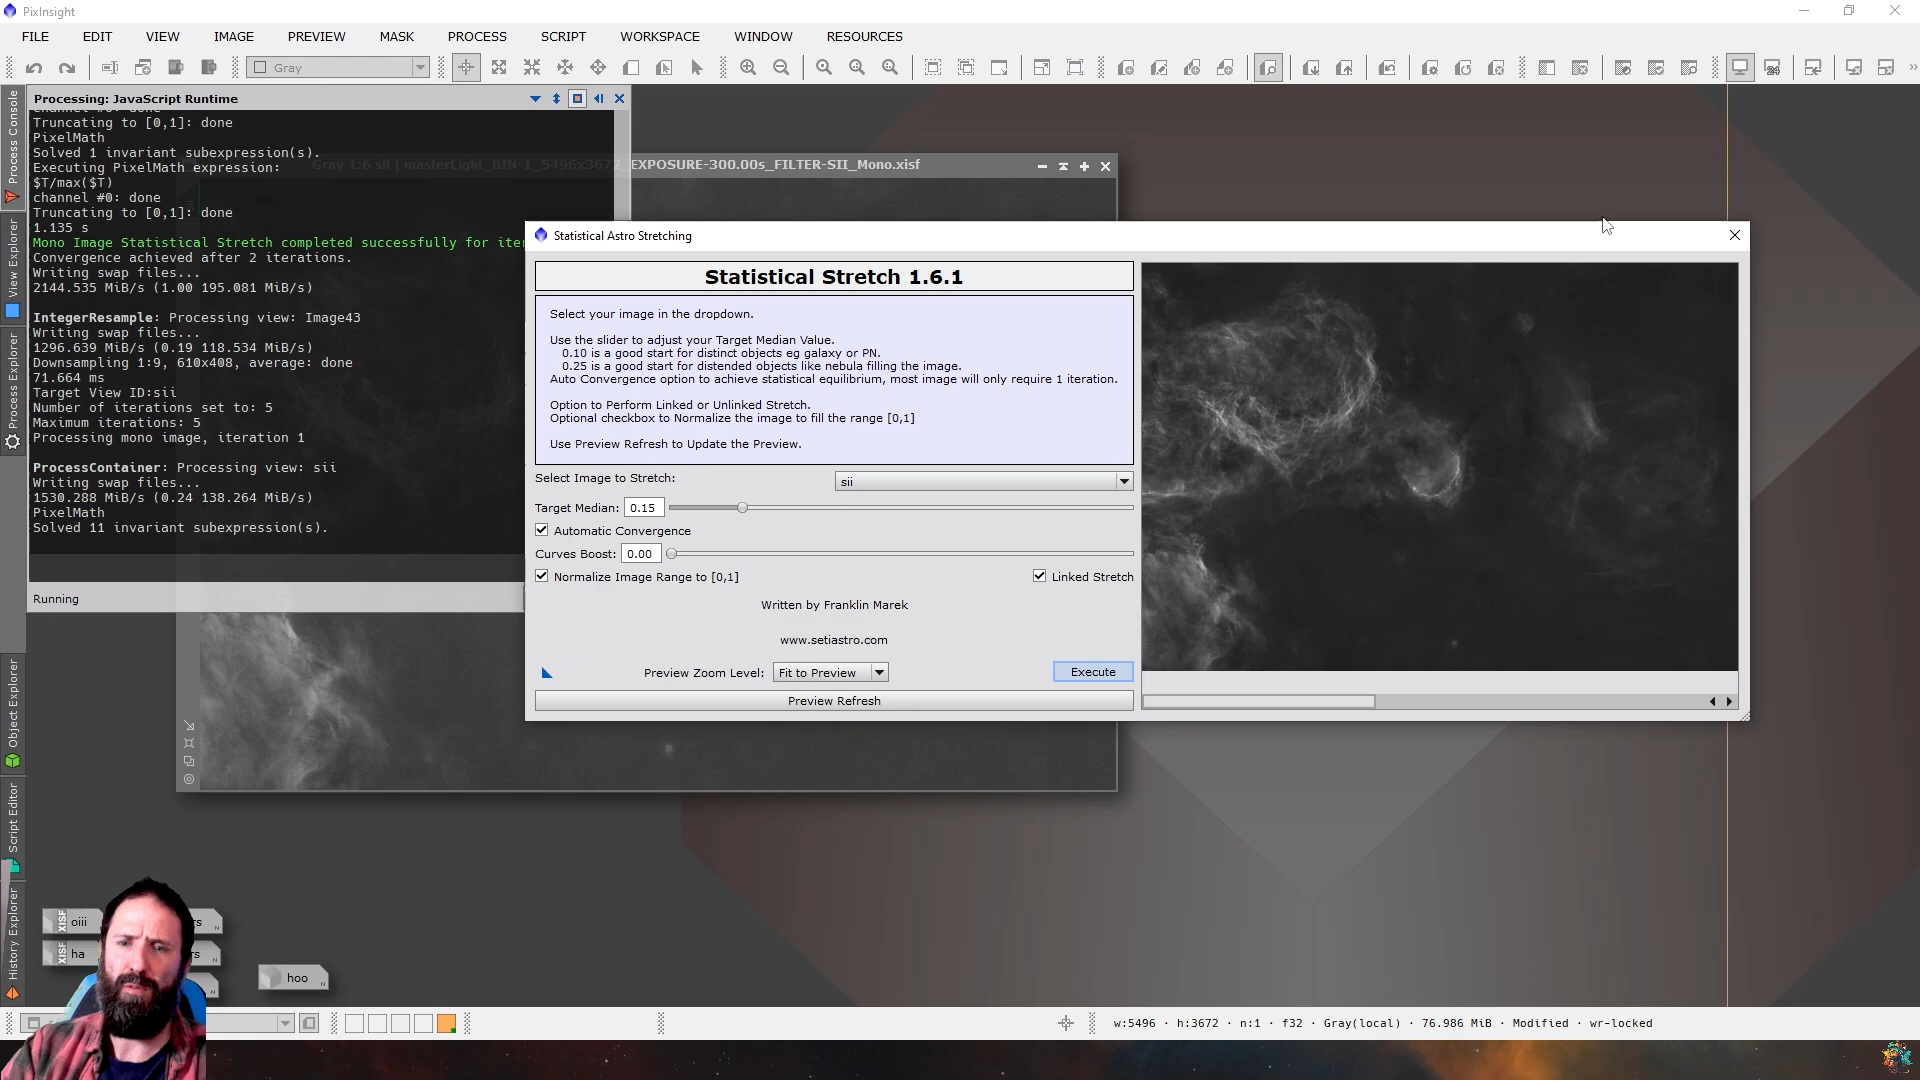 PixInsight
FILE EDIT VIEW IMAGE PREVIEW MASK PROCESS SCRIPT WORKSPACE WINDOW RESOURCES
Gray
Process Console
View Explorer
Process Explorer
Object Explorer
Script Editor
History Explorer
Processing: JavaScript Runtime
channel #0: done
Truncating to [0,1]: done
PixelMath
Solved 1 invariant subexpression(s).
Executing PixelMath expression:
$T/max($T)
channel #0: done
Truncating to [0,1]: done
1.135 s
Mono Image Statistical Stretch completed successfully for
Convergence achieved after 2 iterations.
Writing swap files...
2144.535 MiB/s (1.00 195.081 MiB/s)
IntegerResample: Processing view: Image43
Writing swap files...
1296.639 MiB/s (0.19 118.534 MiB/s)
Downsampling 1:9, 610x408, average: done
71.664 ms
Target View ID:sii
Number of iterations set to: 5
Maximum iterations: 5
Processing mono image, iteration 1
ProcessContainer: Processing view: sii
Writing swap files...
1530.288 MiB/s (0.24 138.264 MiB/s)
PixelMath
Solved 11 invariant subexpression(s).
Running
Gray 1:6 sii | masterLight_BIN-1_5496x3672_EXPOSURE-300.00s_FILTER-SII_Mono.xisf
Statistical Astro Stretching
Statistical Stretch 1.6.1
Select your image in the dropdown.
Use the slider to adjust your Target Median Value.
0.10 is a good start for distinct objects eg galaxy or PN.
0.25 is a good start for distended objects like nebula filling the image.
Auto Convergence option to achieve statistical equilibrium, most image will only require 1 iteration.
Option to Perform Linked or Unlinked Stretch.
Optional checkbox to Normalize the image to fill the range [0,1]
Use Preview Refresh to Update the Preview.
Select Image to Stretch: sii
Target Median: 0.15
Automatic Convergence
Curves Boost: 0.00
Normalize Image Range to [0,1] Linked Stretch
Written by Franklin Marek
www.setiastro.com
Preview Zoom Level: Fit to Preview Execute
Preview Refresh
XISF oiii rs N
XISF ha rs N
hoo N
w:5496 · h:3672 · n:1 · f32 · Gray(local) · 76.986 MiB · Modified · wr-locked